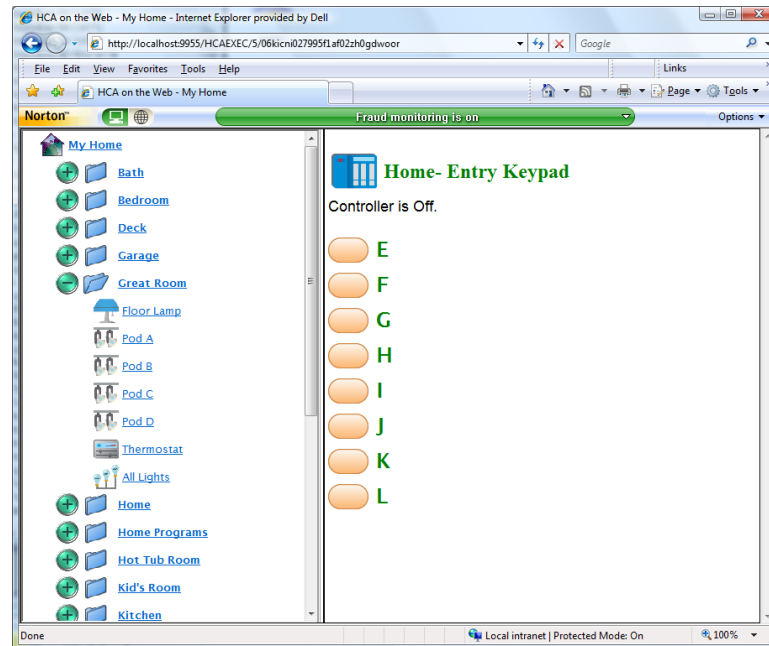 HCA on the Web - My Home - Internet Explorer provided by Dell
http://localhost:9955/HCAEXEC/5/06kicni027995f1af02zh0gdwoor
Google
File Edit View Favorites Tools Help
Links
HCA on the Web - My Home
Page Tools
Norton™
Fraud monitoring is on
Options
My Home
Bath
Bedroom
Deck
Garage
Great Room
Floor Lamp
Pod A
Pod B
Pod C
Pod D
Thermostat
All Lights
Home
Home Programs
Hot Tub Room
Kid's Room
Kitchen
Home- Entry Keypad
Controller is Off.
E
F
G
H
I
J
K
L
Done
Local intranet | Protected Mode: On
100%